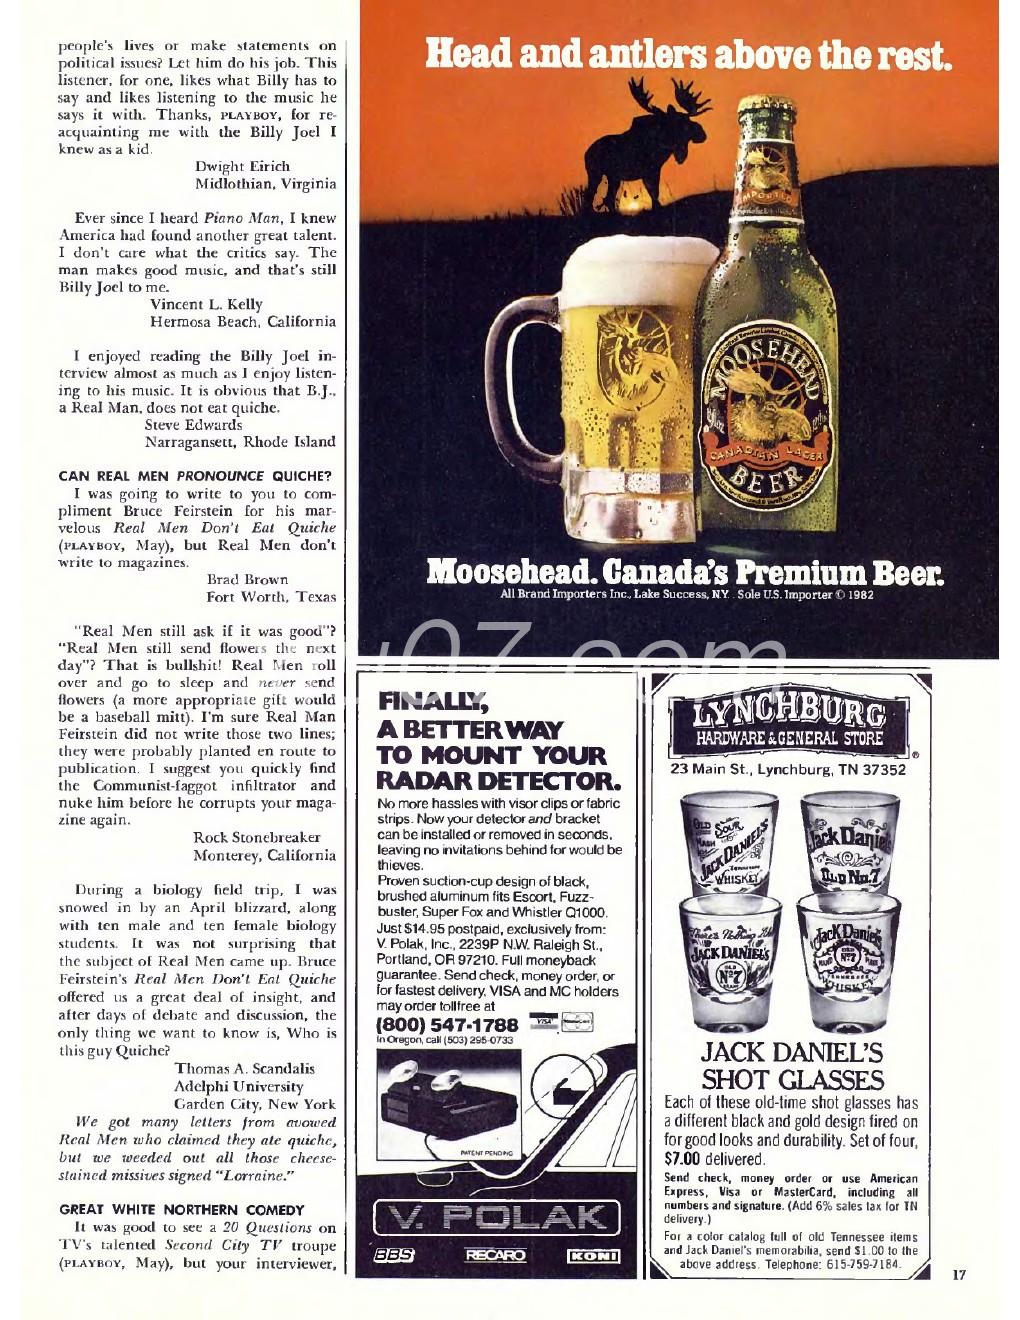 people's lives or make statements on
political issues? Let him do his job. This
listener, for one, likes what Billy has to
say and likes listening to the music he
says it with. Thanks, PLAYBOY, for re-
acquainting me with the Billy Joel I
knew as a kid.
Dwight Eirich
Midlothian, Virginia
Ever since I heard Piano Man, I knew
America had found another great talent.
I don't care what the critics say. The
man makes good music, and that's still
Billy Joel to me.
Vincent L. Kelly
Hermosa Beach, California
I enjoyed reading the Billy Joel in-
terview almost as much as I enjoy listen-
ing to his music. It is obvious that B.J.,
a Real Man, does not eat quiche.
Steve Edwards
Narragansett, Rhode Island
CAN REAL MEN PRONOUNCE QUICHE?
I was going to write to you to com-
pliment Bruce Feirstein for his mar-
velous Real Men Don't Eat Quiche
(PLAYBOY, May), but Real Men don't
write to magazines.
Brad Brown
Fort Worth, Texas
"Real Men still ask if it was good"?
"Real Men still send flowers the next
day"? That is bullshit! Real Men roll
over and go to sleep and never send
flowers (a more appropriate gift would
be a baseball mitt). I'm sure Real Man
Feirstein did not write those two lines;
they were probably planted en route to
publication. I suggest you quickly find
the Communist-faggot infiltrator and
nuke him before he corrupts your maga-
zine again.
Rock Stonebreaker
Monterey, California
During a biology field trip, I was
snowed in by an April blizzard, along
with ten male and ten female biology
students. It was not surprising that
the subject of Real Men came up. Bruce
Feirstein's Real Men Don't Eat Quiche
offered us a great deal of insight, and
after days of debate and discussion, the
only thing we want to know is, Who is
this guy Quiche?
Thomas A. Scandalis
Adelphi University
Garden City, New York
We got many letters from avowed
Real Men who claimed they ate quiche,
but we weeded out all those cheese-
stained missives signed "Lorraine."
GREAT WHITE NORTHERN COMEDY
It was good to see a 20 Questions on
TV's talented Second City TV troupe
(PLAYBOY, May), but your interviewer,
Head and antlers above the rest.
IMPORTED
MOOSEHEAD
CANADIAN LAGER
BEER
Moosehead. Canada's Premium Beer.
All Brand Importers Inc., Lake Success, N.Y. Sole U.S. Importer © 1982
FINALLY,
A BETTER WAY
TO MOUNT YOUR
RADAR DETECTOR.
No more hassles with visor clips or fabric
strips. Now your detector and bracket
can be installed or removed in seconds,
leaving no invitations behind for would be
thieves.
Proven suction-cup design of black,
brushed aluminum fits Escort, Fuzz-
buster, Super Fox and Whistler Q1000.
Just $14.95 postpaid, exclusively from:
V. Polak, Inc., 2239P N.W. Raleigh St.,
Portland, OR 97210. Full moneyback
guarantee. Send check, money order, or
for fastest delivery, VISA and MC holders
may order tollfree at
(800) 547-1788
VISA
In Oregon, call (503) 295-0733
PATENT PENDING
V. POLAK
BBS RECARO KONI
LYNCHBURG
HARDWARE & GENERAL STORE
®
23 Main St., Lynchburg, TN 37352
OLD SOUR MASH JACK DANIEL'S WHISKEY
Jack Daniel's OLD No. 7
There's Nothing Like JACK DANIEL'S OLD No. 7
Jack Daniel's OLD No. 7 TENNESSEE WHISKEY
JACK DANIEL'S
SHOT GLASSES
Each of these old-time shot glasses has
a different black and gold design fired on
for good looks and durability. Set of four,
$7.00 delivered.
Send check, money order or use American
Express, Visa or MasterCard, including all
numbers and signature. (Add 6% sales tax for TN
delivery.)
For a color catalog full of old Tennessee items
and Jack Daniel's memorabilia, send $1.00 to the
above address. Telephone: 615-759-7184.
17